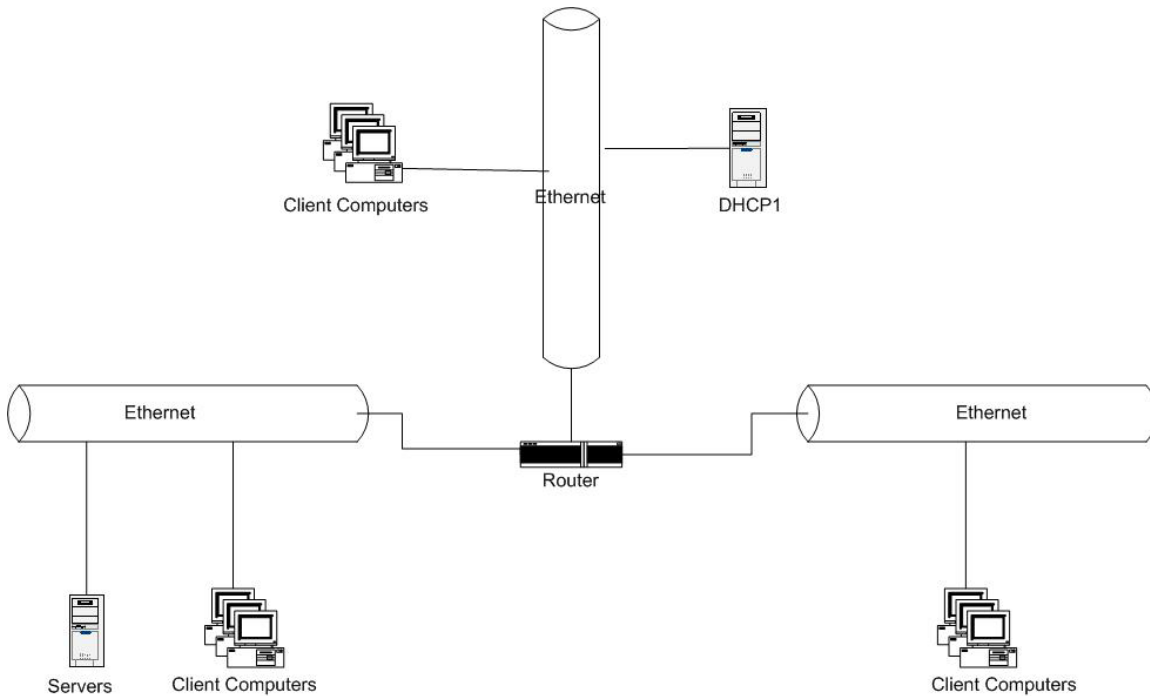 Client Computers
Ethernet
DHCP1
Ethernet
Ethernet
Router
Servers
Client Computers
Client Computers